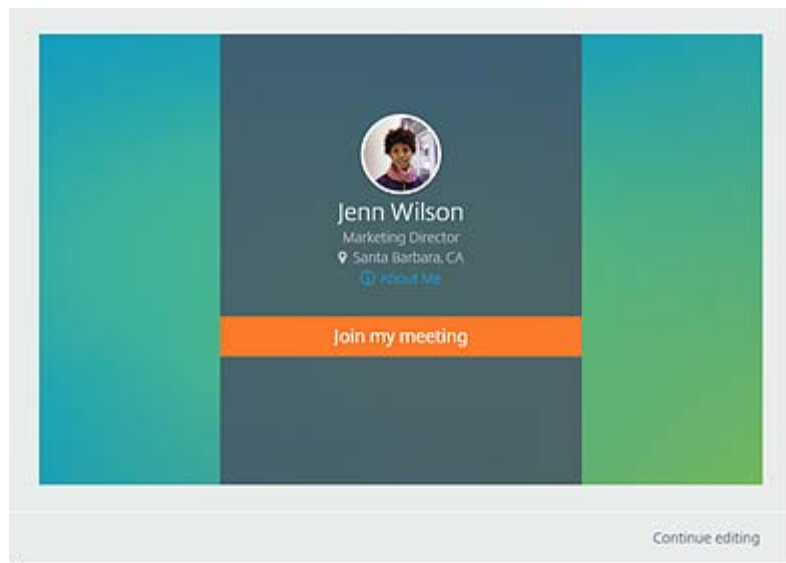 Jenn Wilson
Marketing Director
Santa Barbara, CA
About Me
Join my meeting
Continue editing